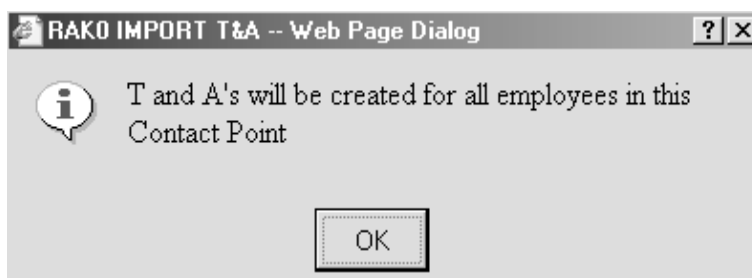 RAKO IMPORT T&A -- Web Page Dialog ? ×
T and A's will be created for all employees in this
Contact Point
OK